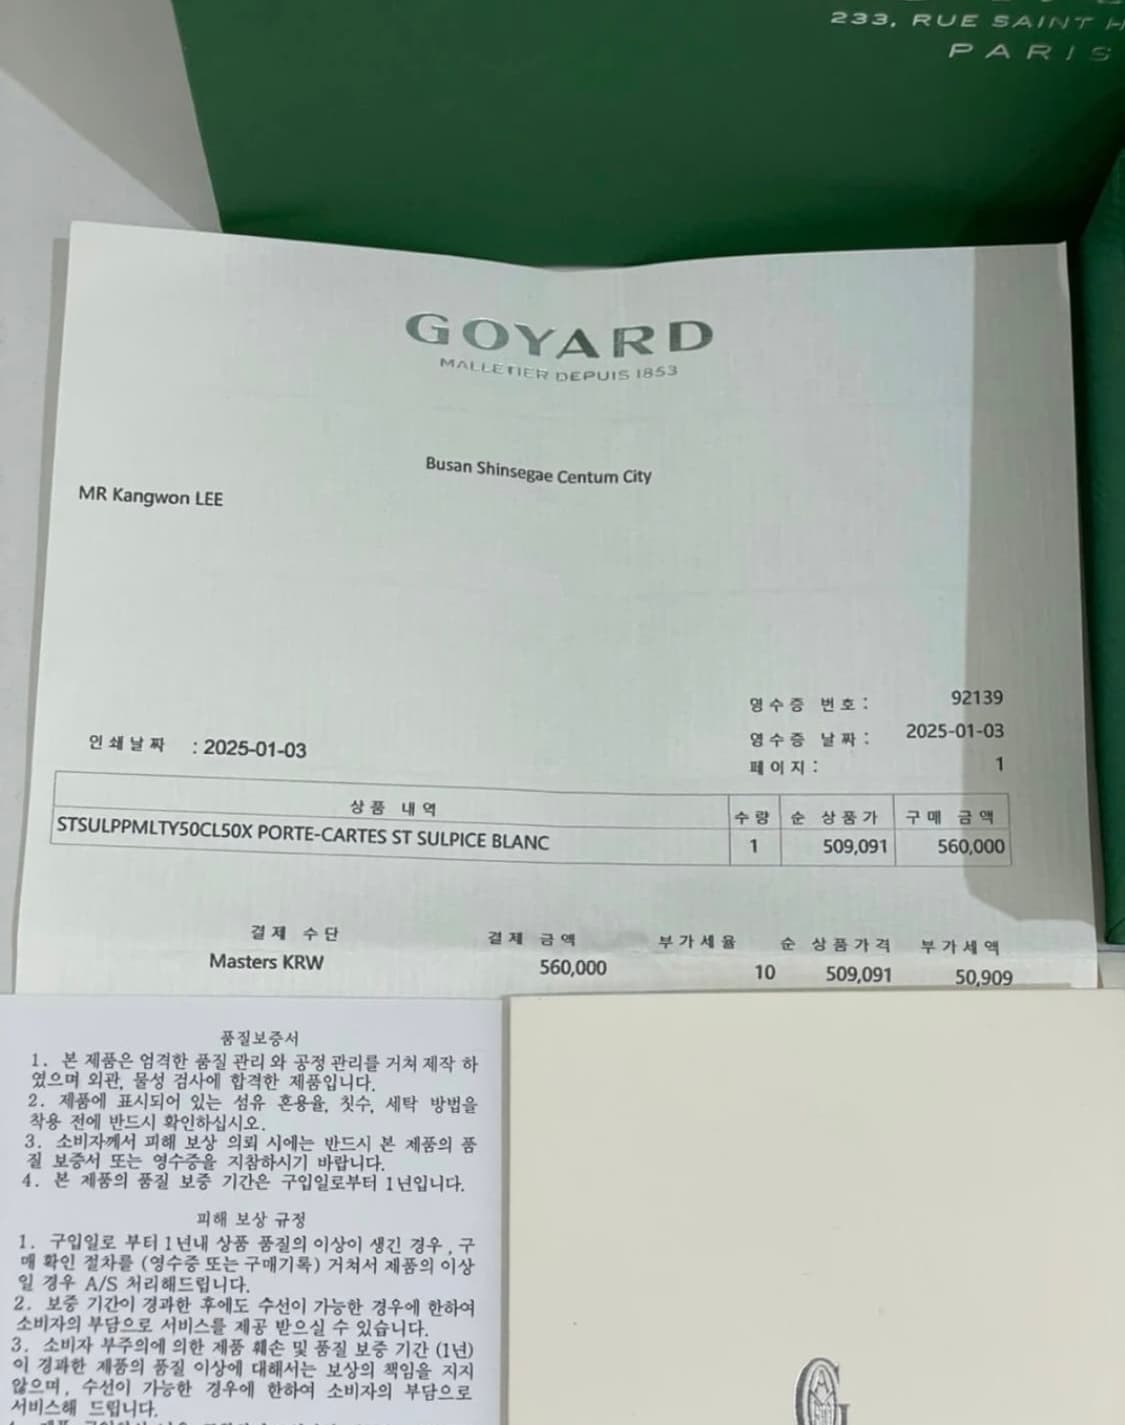 233, RUE SAINT
PARIS
GOYARD
MALLETIER DEPUIS 1853
Busan Shinsegae Centum City
MR Kangwon LEE
영수증 번호: 92139
인쇄날짜 : 2025-01-03
영수증 날짜: 2025-01-03
페이지: 1
상품 내역 수량 순 상품가 구매 금액
STSULPPMLTY50CL50X PORTE-CARTES ST SULPICE BLANC 1 509,091 560,000
결제 수단 결제 금액 부가세율 순 상품가격 부가세액
Masters KRW 560,000 10 509,091 50,909
품질보증서
1. 본 제품은 엄격한 품질 관리와 공정 관리를 거쳐 제작 하
였으며 외관, 물성 검사에 합격한 제품입니다.
2. 제품에 표시되어 있는 섬유 혼용율, 칫수, 세탁 방법을
착용 전에 반드시 확인하십시오.
3. 소비자께서 피해 보상 의뢰 시에는 반드시 본 제품의 품
질 보증서 또는 영수증을 지참하시기 바랍니다.
4. 본 제품의 품질 보증 기간은 구입일로부터 1년입니다.
피해 보상 규정
1. 구입일로 부터 1년내 상품 품질의 이상이 생긴 경우, 구
매 확인 절차를 (영수증 또는 구매기록) 거쳐서 제품의 이상
일 경우 A/S 처리해드립니다.
2. 보증 기간이 경과한 후에도 수선이 가능한 경우에 한하여
소비자의 부담으로 서비스를 제공 받으실 수 있습니다.
3. 소비자 부주의에 의한 제품 훼손 및 품질 보증 기간 (1년)
이 경과한 제품의 품질 이상에 대해서는 보상의 책임을 지지
않으며, 수선이 가능한 경우에 한하여 소비자의 부담으로
서비스해 드립니다.